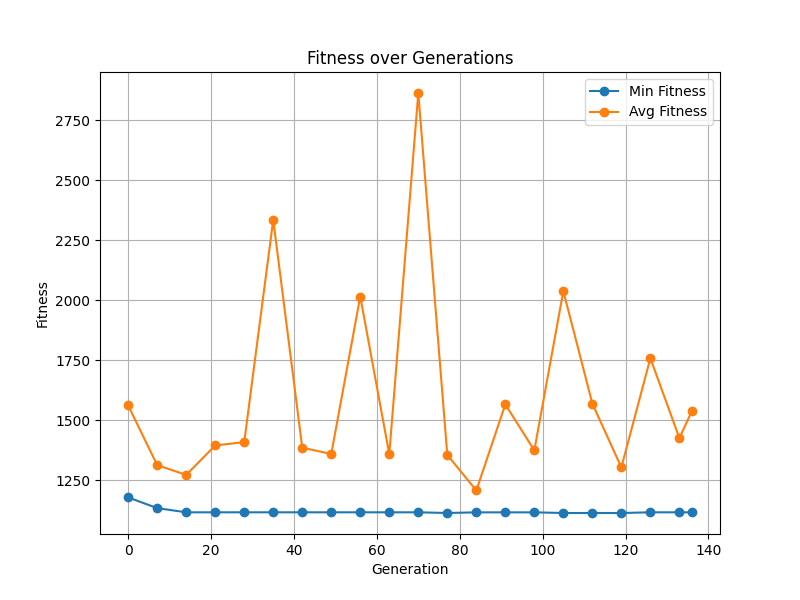 Fitness over Generations
Min Fitness
Avg Fitness
2750
2500
2250
2000
1750
1500
1250
Fitness
0 20 40 60 80 100 120 140
Generation